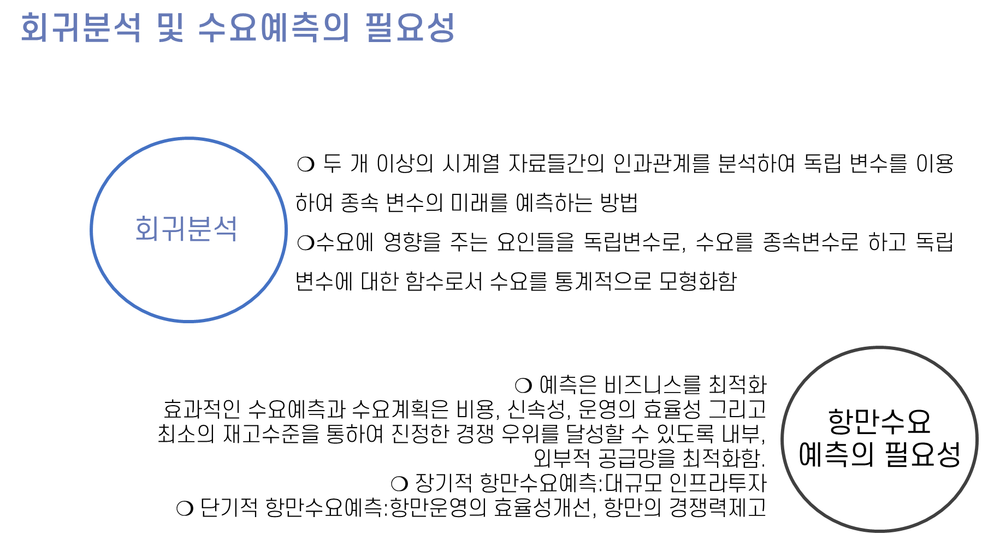 회귀분석 및 수요예측의 필요성
회귀분석
❍ 두 개 이상의 시계열 자료들간의 인과관계를 분석하여 독립 변수를 이용
하여 종속 변수의 미래를 예측하는 방법
❍수요에 영향을 주는 요인들을 독립변수로, 수요를 종속변수로 하고 독립
변수에 대한 함수로서 수요를 통계적으로 모형화함
❍ 예측은 비즈니스를 최적화
효과적인 수요예측과 수요계획은 비용, 신속성, 운영의 효율성 그리고
최소의 재고수준을 통하여 진정한 경쟁 우위를 달성할 수 있도록 내부,
외부적 공급망을 최적화함.
❍ 장기적 항만수요예측:대규모 인프라투자
❍ 단기적 항만수요예측:항만운영의 효율성개선, 항만의 경쟁력제고
항만수요
예측의 필요성